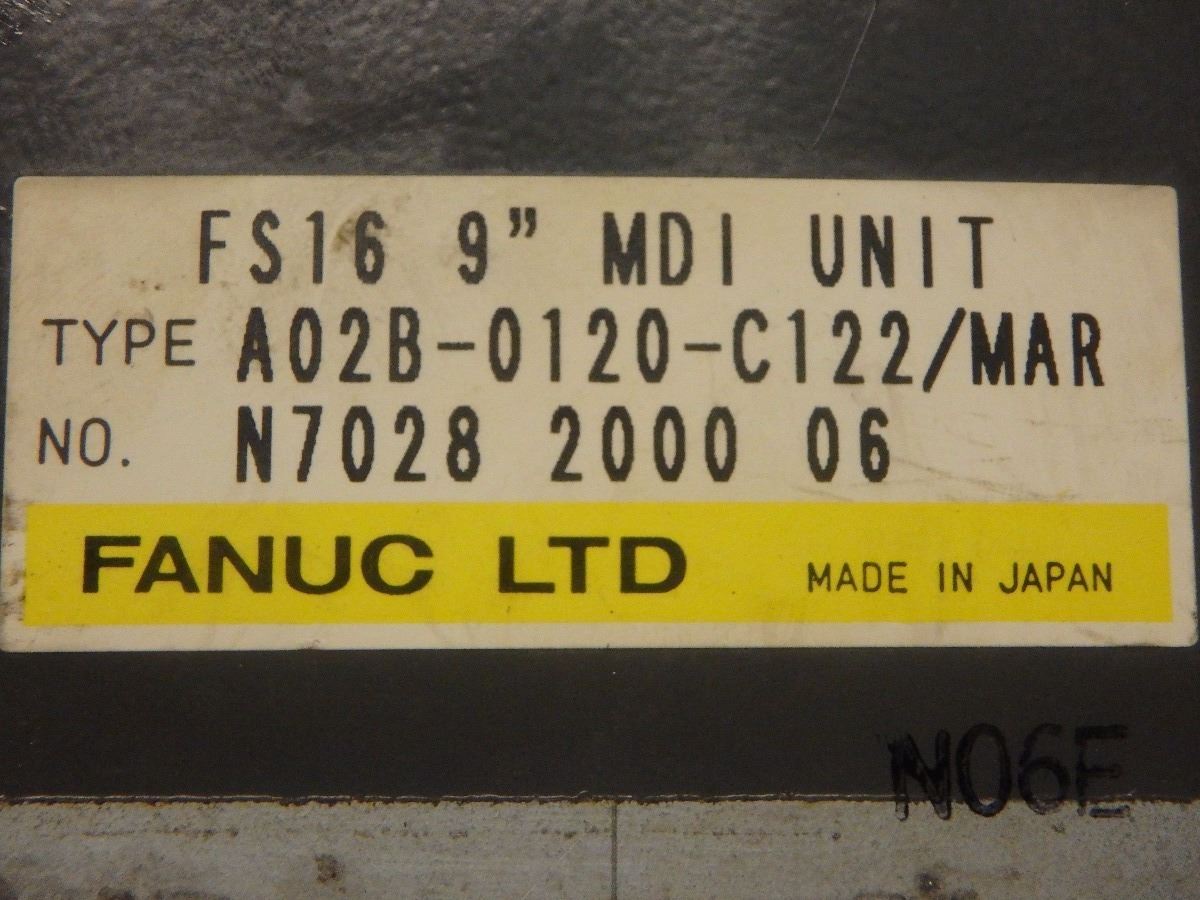 FS16 9" MDI UNIT
TYPE A02B-0120-C122/MAR
NO. N7028 2000 06
FANUC LTD MADE IN JAPAN
N06E